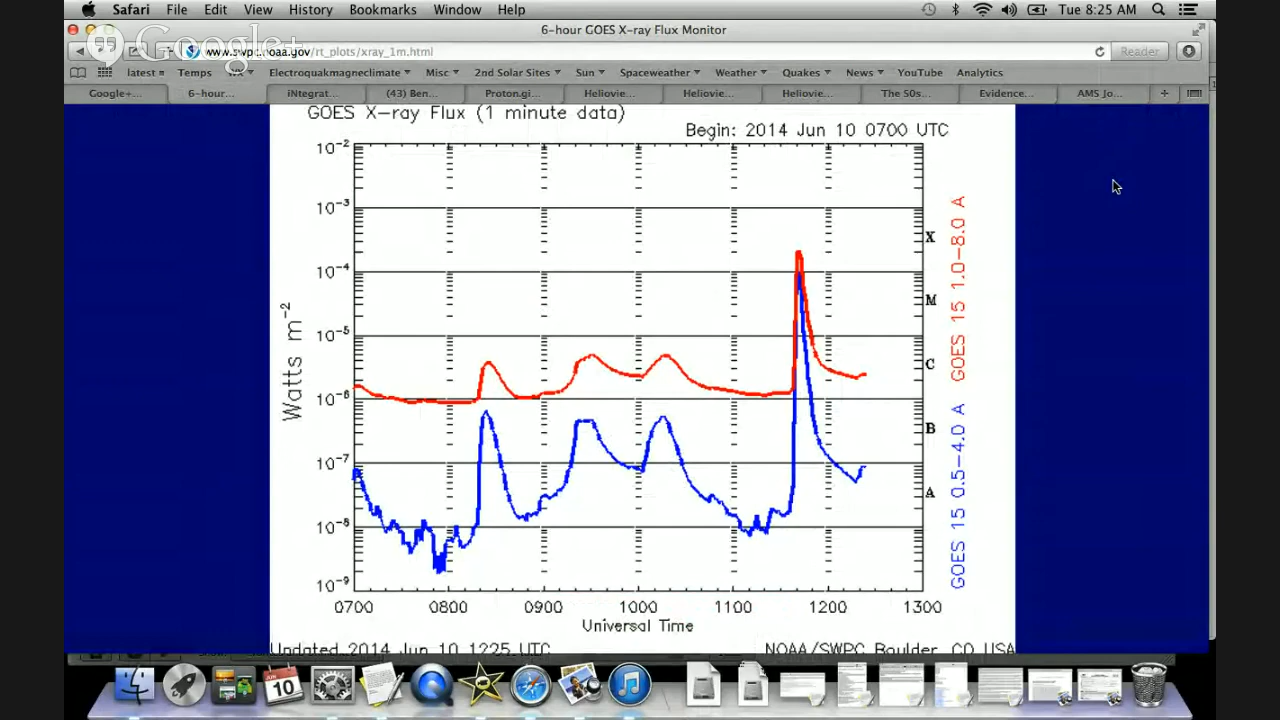 Safari File Edit View History Bookmarks Window Help Tue 8:25 AM
6-hour GOES X-ray Flux Monitor
Google+
www.swpc.noaa.gov/rt_plots/xray_1m.html Reader
latest Temps Electroquakmagneclimate Misc 2nd Solar Sites Sun Spaceweather Weather Quakes News YouTube Analytics
Google+... 6-hour... iNtegrat... (43) Ben... Proton.gi... Heliovie... Heliovie... Heliovie... The S0s... Evidence... AMS Jo...
GOES X-ray Flux (1 minute data)
Begin: 2014 Jun 10 0700 UTC
10-2
10-3
10-4
10-5
10-6
10-7
10-8
10-9
Watts m-2
X
M
C
B
A
GOES 15 1.0-8.0 A
GOES 15 0.5-4.0 A
0700 0800 0900 1000 1100 1200 1300
Universal Time
Updated 2014 Jun 10 1225 UTC NOAA/SWPC Boulder, CO USA
10